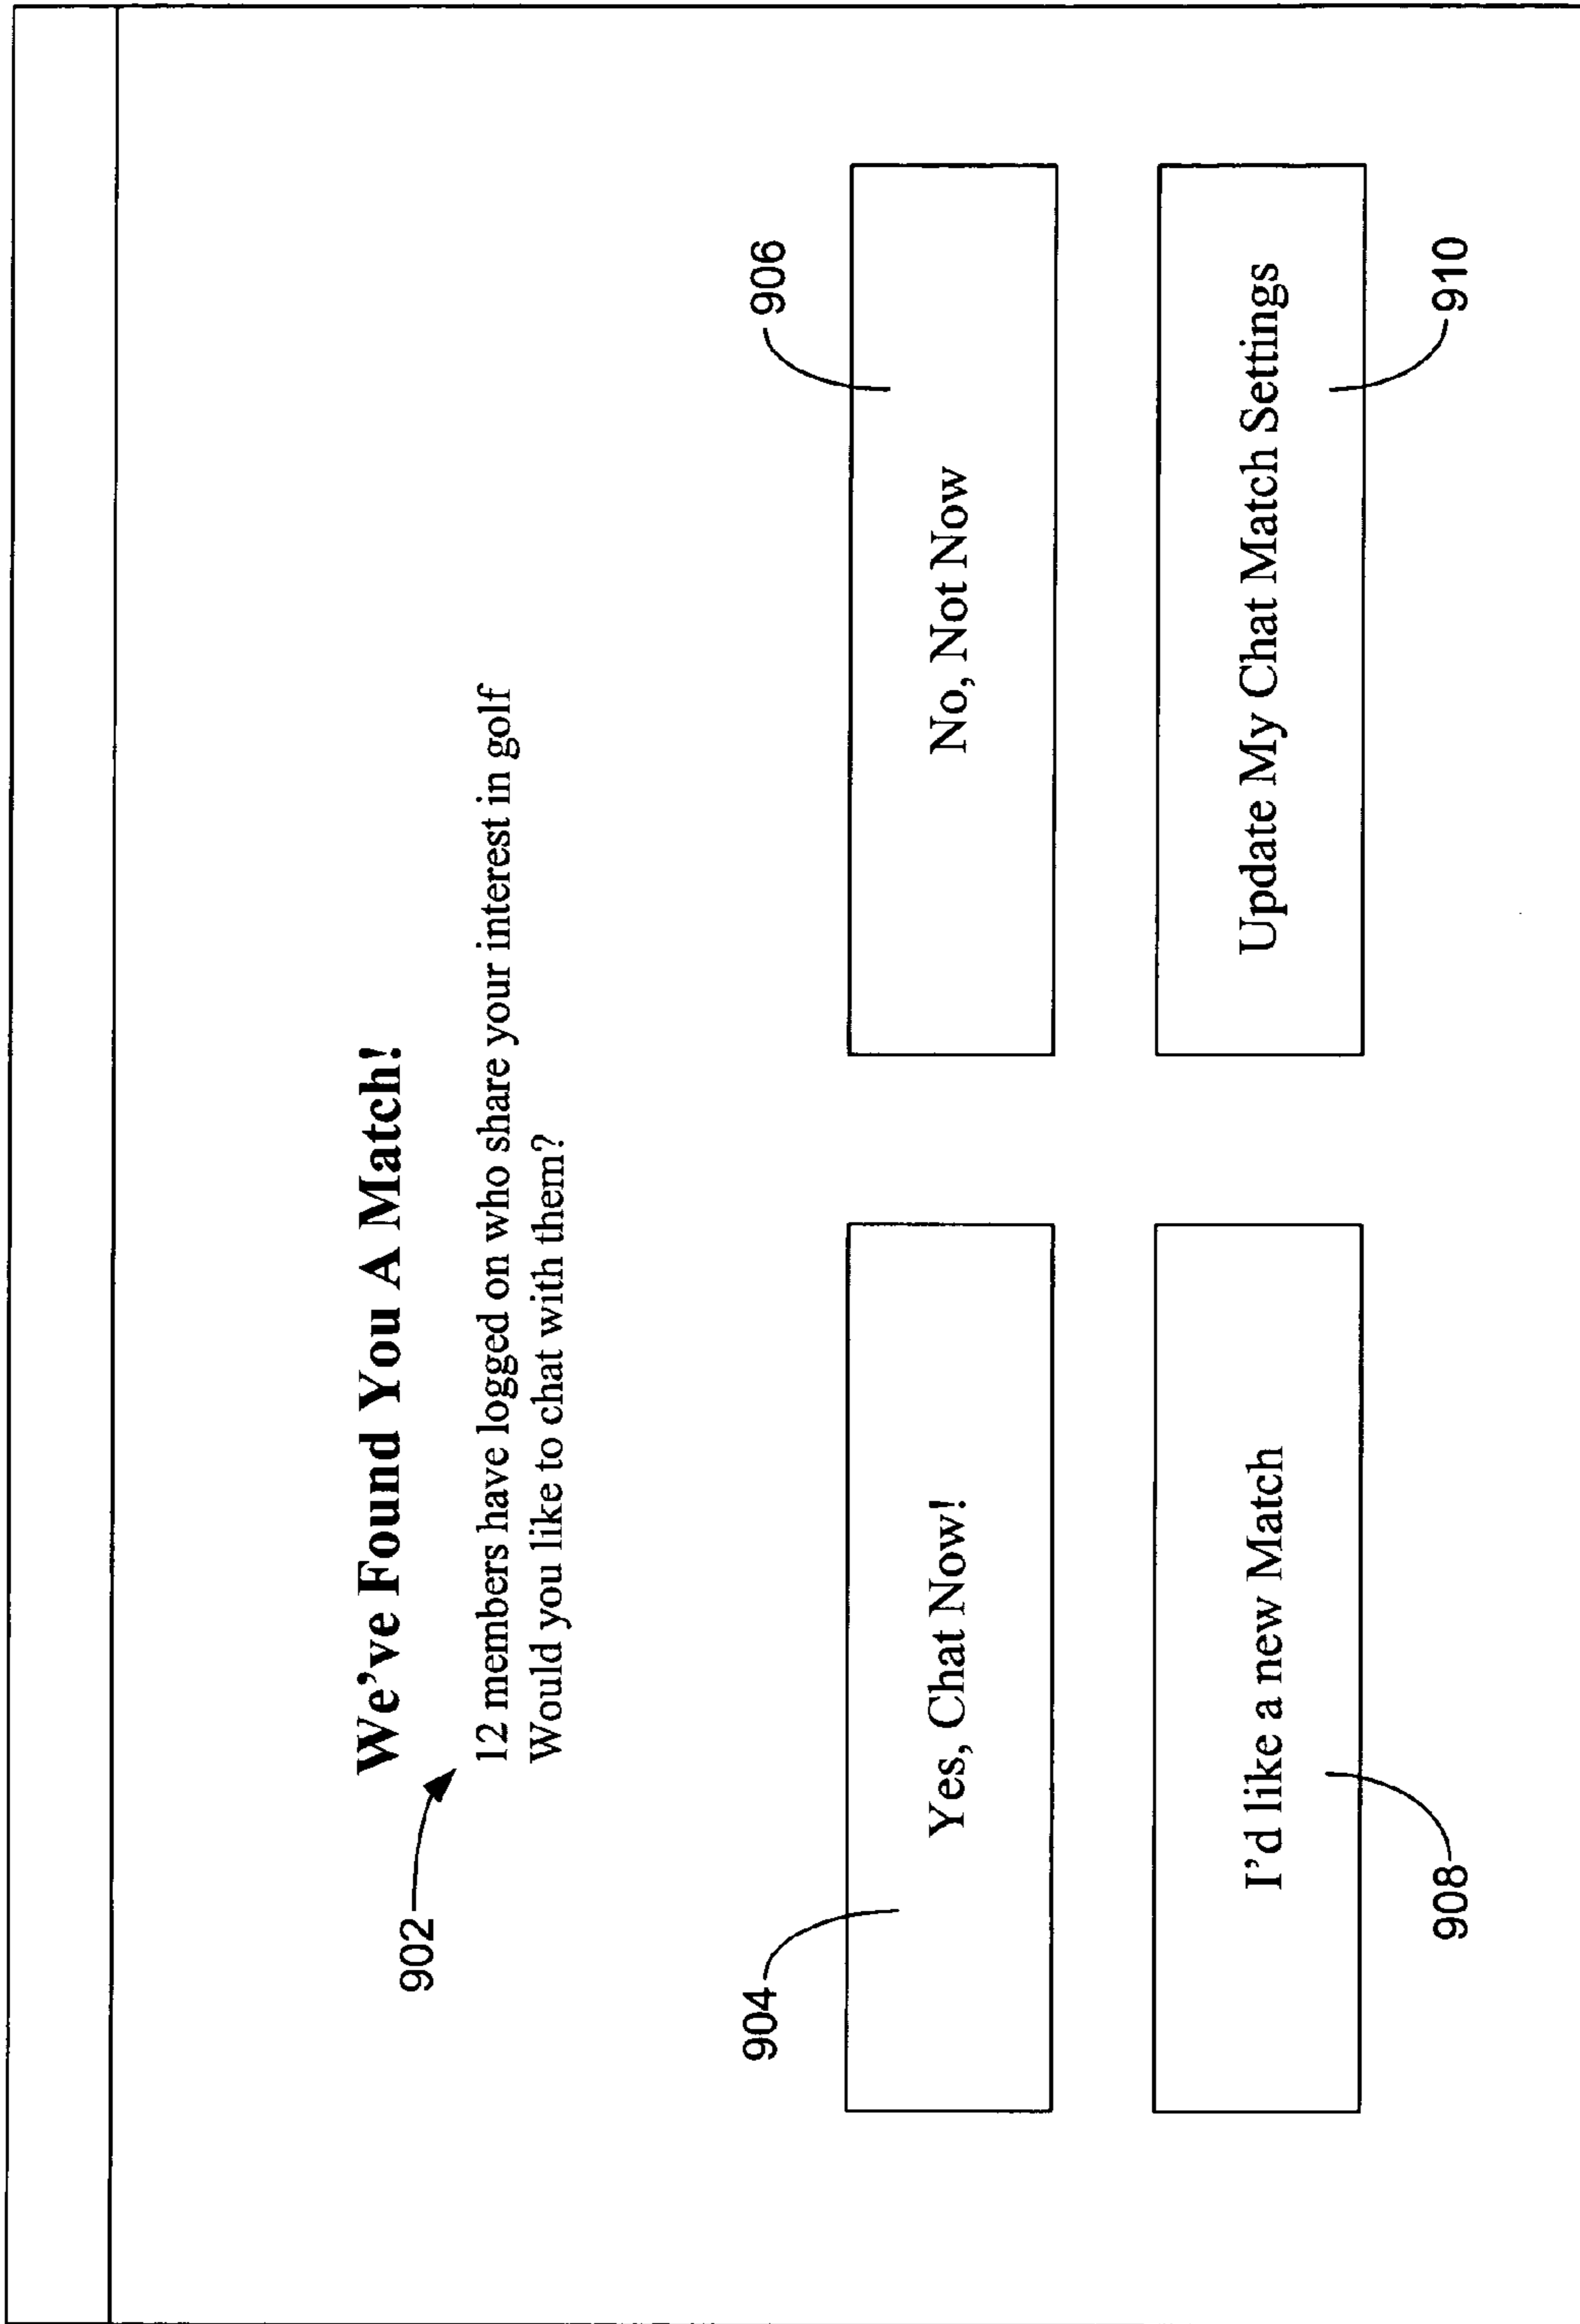 We've Found You A Match!
902
12 members have logged on who share your interest in golf
Would you like to chat with them?
904
906
Yes, Chat Now!
No, Not Now
I'd like a new Match
Update My Chat Match Settings
908
910